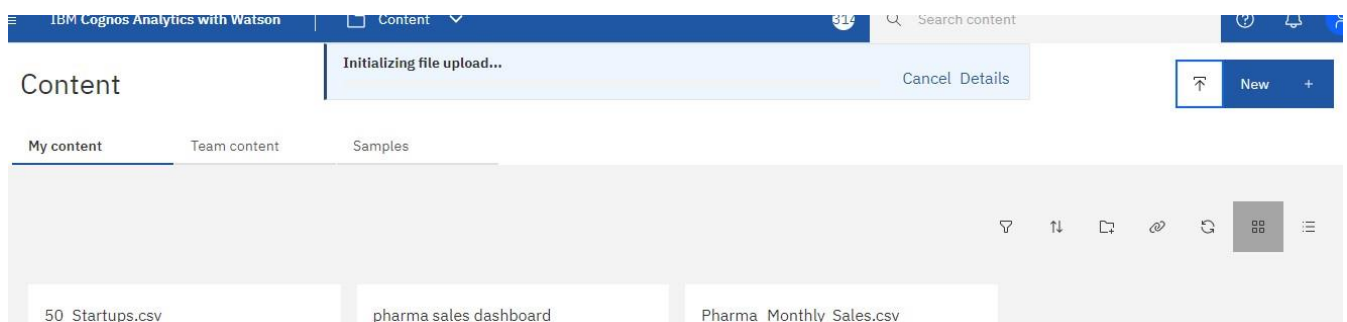 IBM Cognos Analytics with Watson
Content
314
Search content
Initializing file upload...
Cancel Details
Content
New +
My content
Team content
Samples
50_Startups.csv
pharma sales dashboard
Pharma_Monthly_Sales.csv